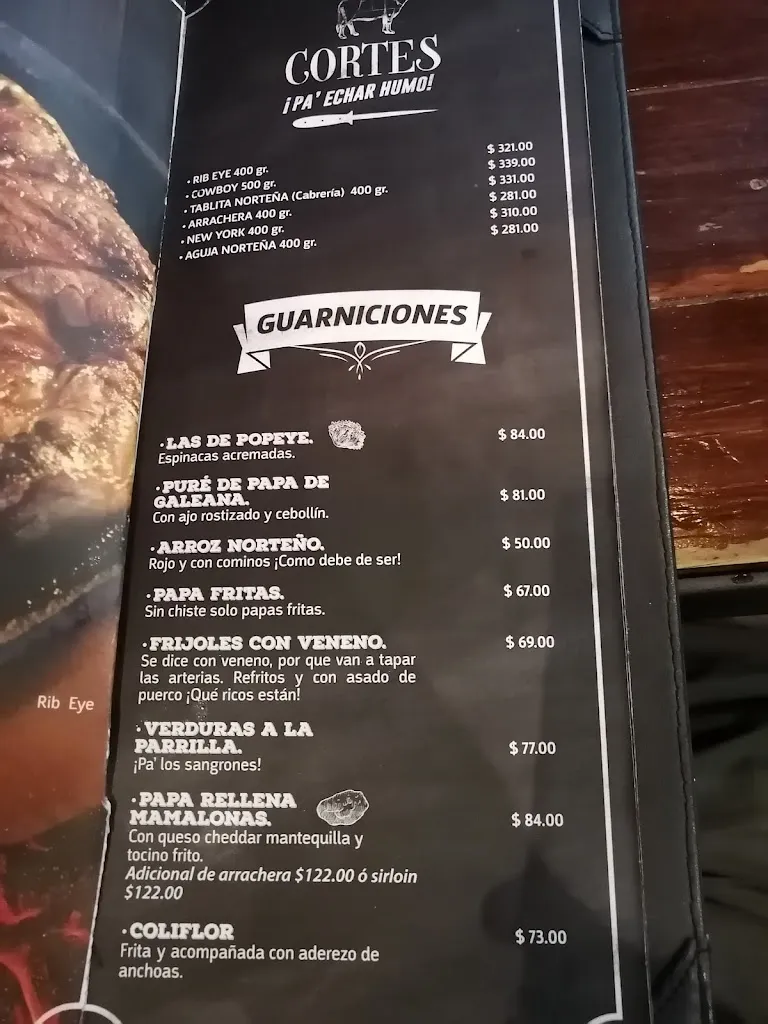 CORTES
¡PA' ECHAR HUMO!
· RIB EYE 400 gr. $ 321.00
· COWBOY 500 gr. $ 339.00
· TABLITA NORTEÑA (Cabrería) 400 gr. $ 331.00
· ARRACHERA 400 gr. $ 281.00
· NEW YORK 400 gr. $ 310.00
· AGUJA NORTEÑA 400 gr. $ 281.00
GUARNICIONES
· LAS DE POPEYE. $ 84.00
Espinacas acremadas.
· PURÉ DE PAPA DE
GALEANA. $ 81.00
Con ajo rostizado y cebollín.
· ARROZ NORTEÑO. $ 50.00
Rojo y con cominos ¡Como debe de ser!
· PAPA FRITAS. $ 67.00
Sin chiste solo papas fritas.
· FRIJOLES CON VENENO. $ 69.00
Se dice con veneno, por que van a tapar
las arterias. Refritos y con asado de
puerco ¡Qué ricos están!
· VERDURAS A LA
PARRILLA. $ 77.00
¡Pa' los sangrones!
· PAPA RELLENA
MAMALONAS. $ 84.00
Con queso cheddar mantequilla y
tocino frito.
Adicional de arrachera $122.00 ó sirloin
$122.00
· COLIFLOR $ 73.00
Frita y acompañada con aderezo de
anchoas.
Rib Eye